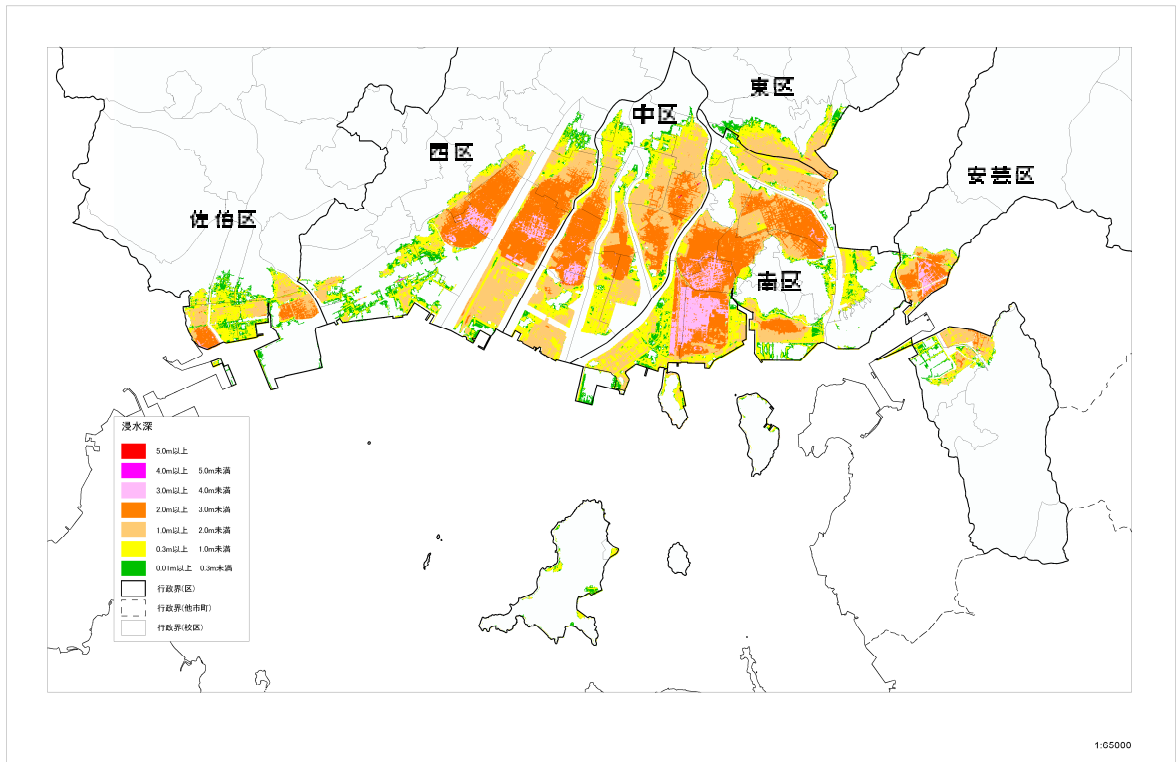 東区
中区
西区
安芸区
佐伯区
南区
浸水深
5.0m以上
4.0m以上 5.0m未満
3.0m以上 4.0m未満
2.0m以上 3.0m未満
1.0m以上 2.0m未満
0.3m以上 1.0m未満
0.01m以上 0.3m未満
行政界(区)
行政界(他市町)
行政界(校区)
1:65000